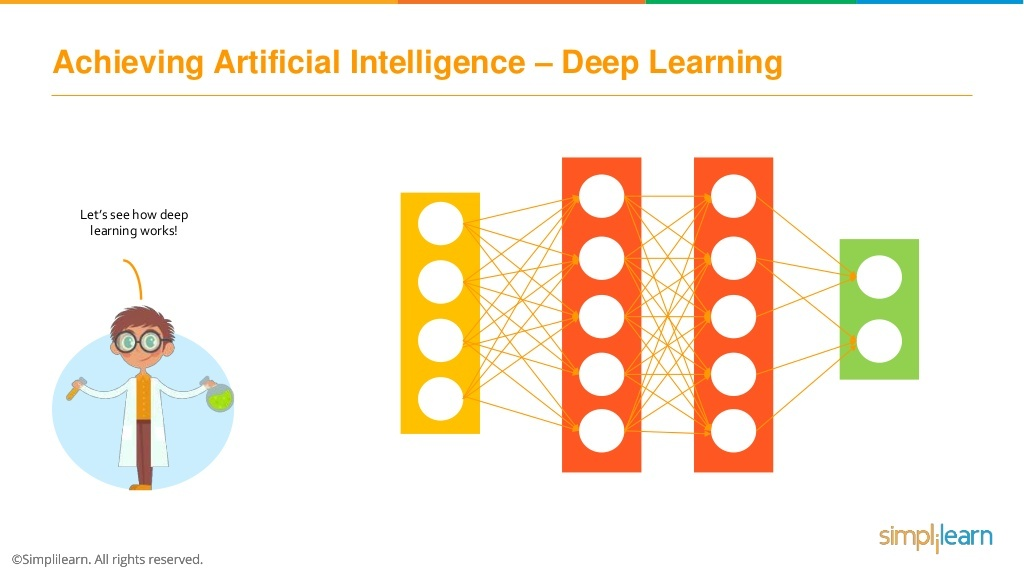 Achieving Artificial Intelligence – Deep Learning
Let's see how deep
learning works!
simplilearn
©Simplilearn. All rights reserved.